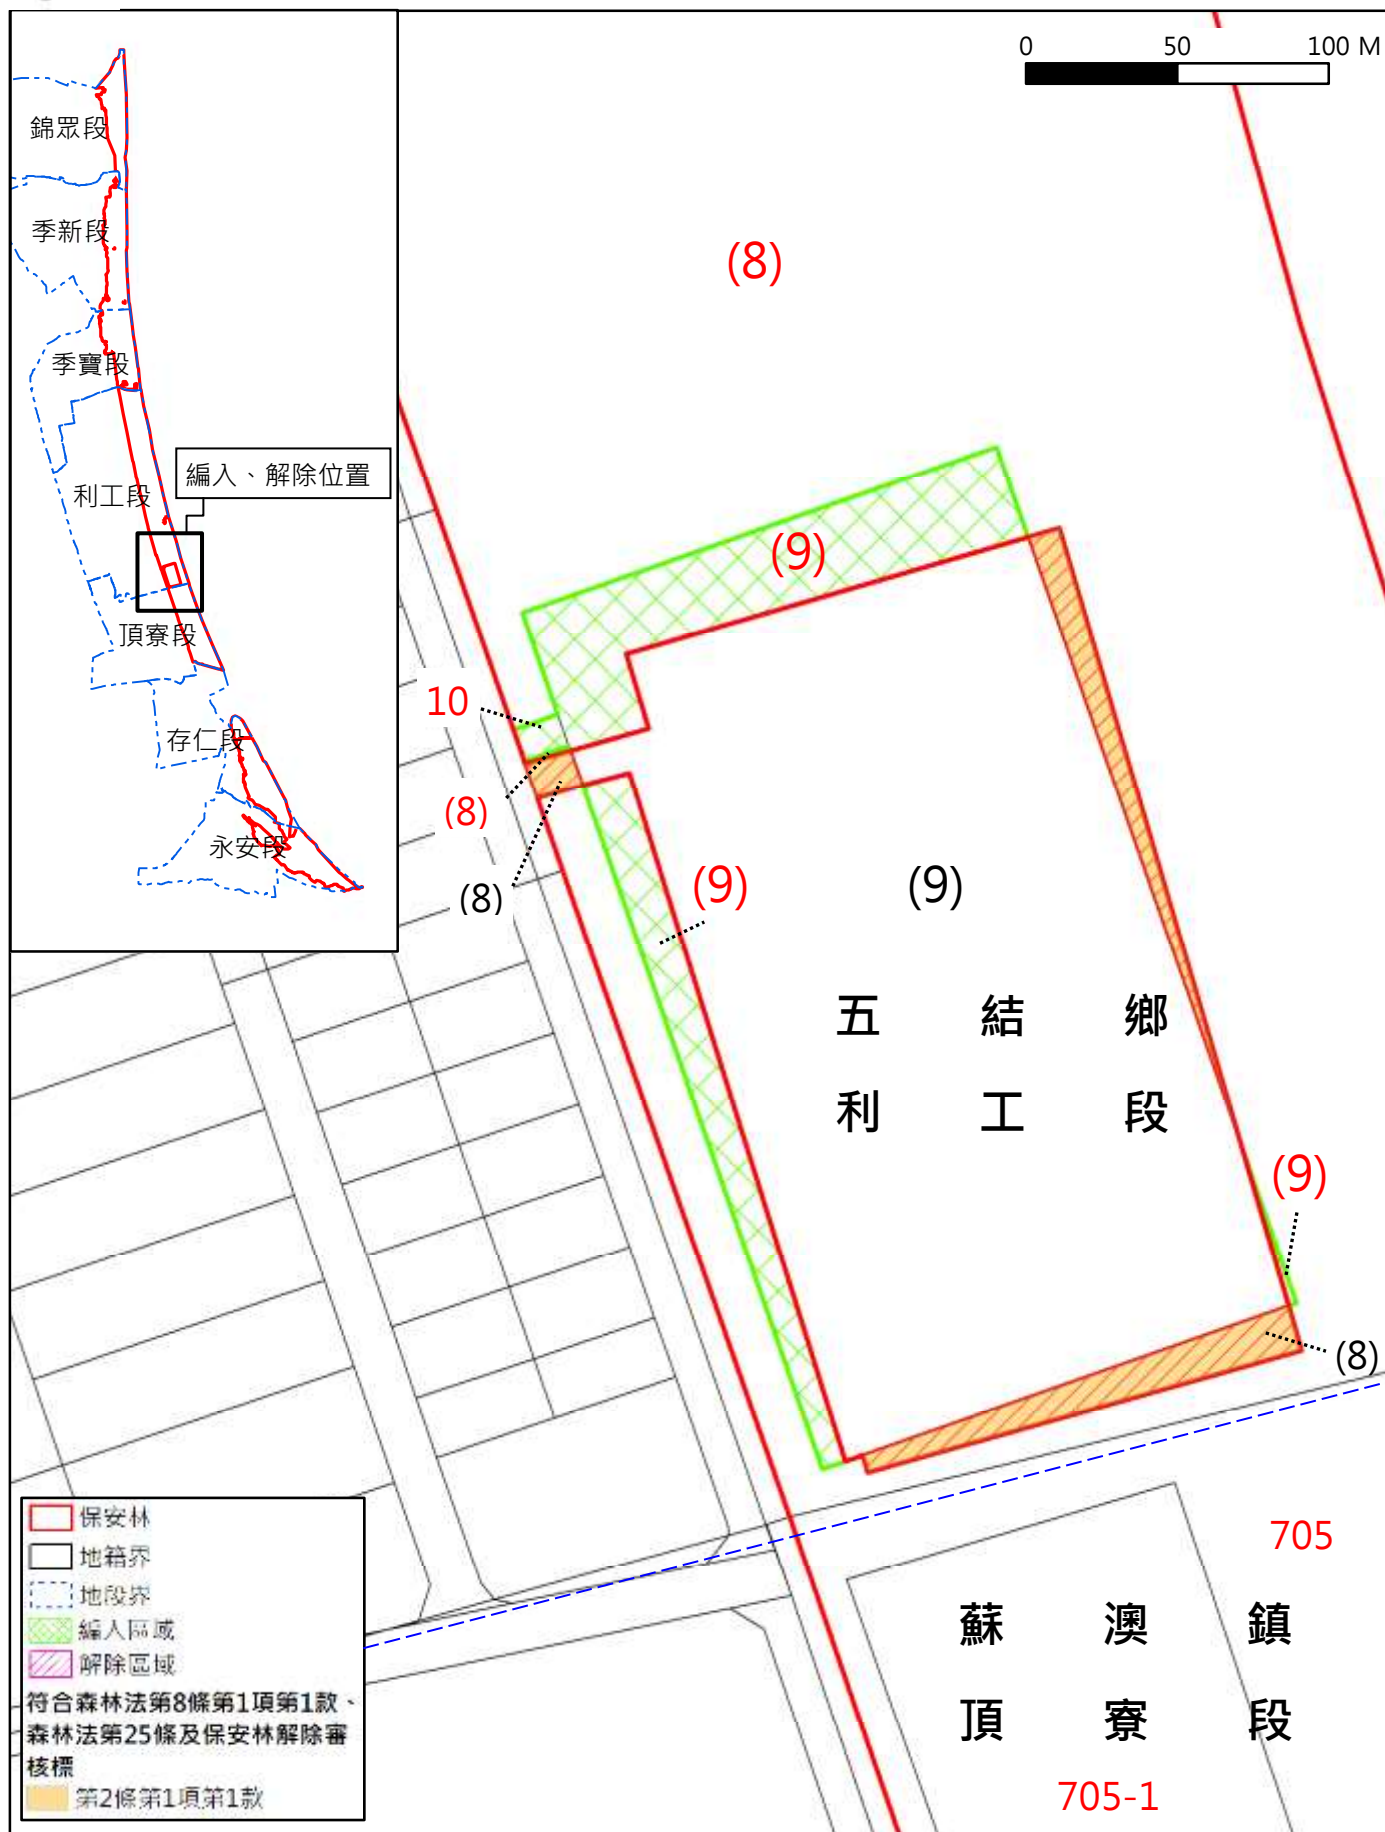 0 50 100 M
錦眾段
季新段
季寶段
編入、解除位置
利工段
頂寮段
存仁段
永安段
(8)
(9)
10
(8)
(8)
(9)
(9)
五結鄉
利工段
(9)
(8)
705
蘇澳鎮
頂寮段
705-1
保安林
地籍界
地段界
編入區域
解除區域
符合森林法第8條第1項第1款、
森林法第25條及保安林解除審
核標
第2條第1項第1款